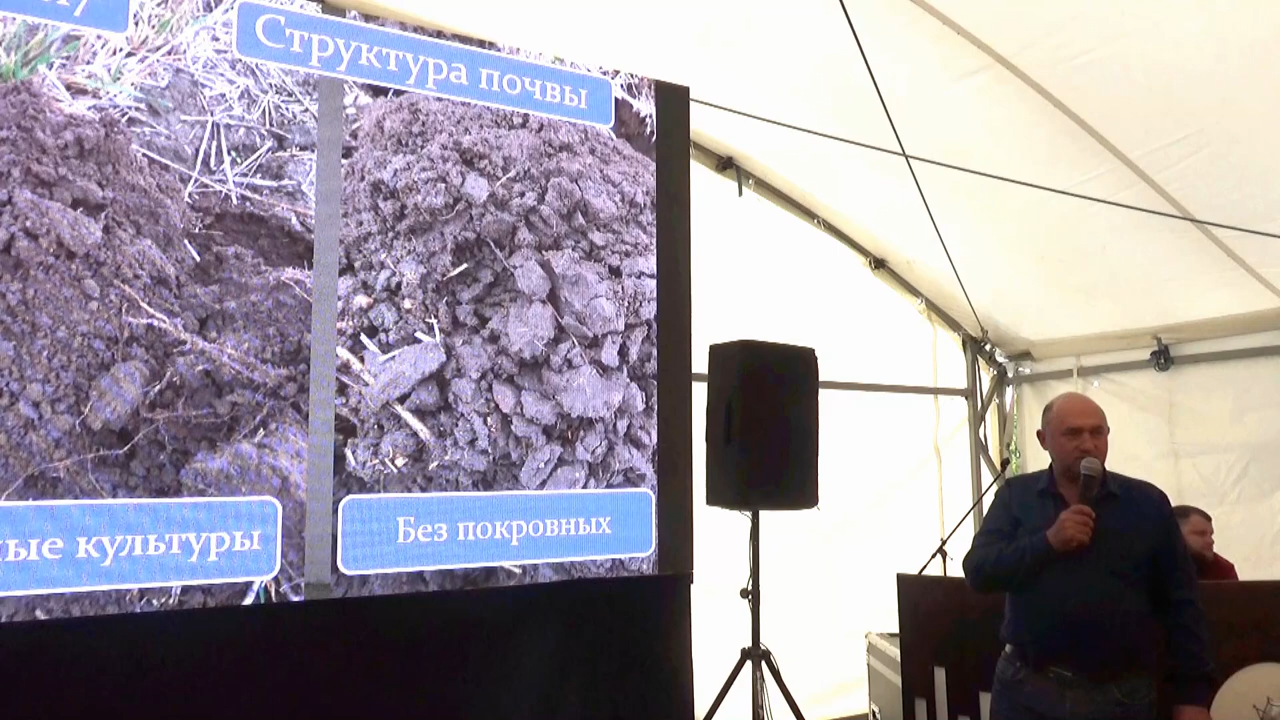 Структура почвы
ые культуры
Без покровных